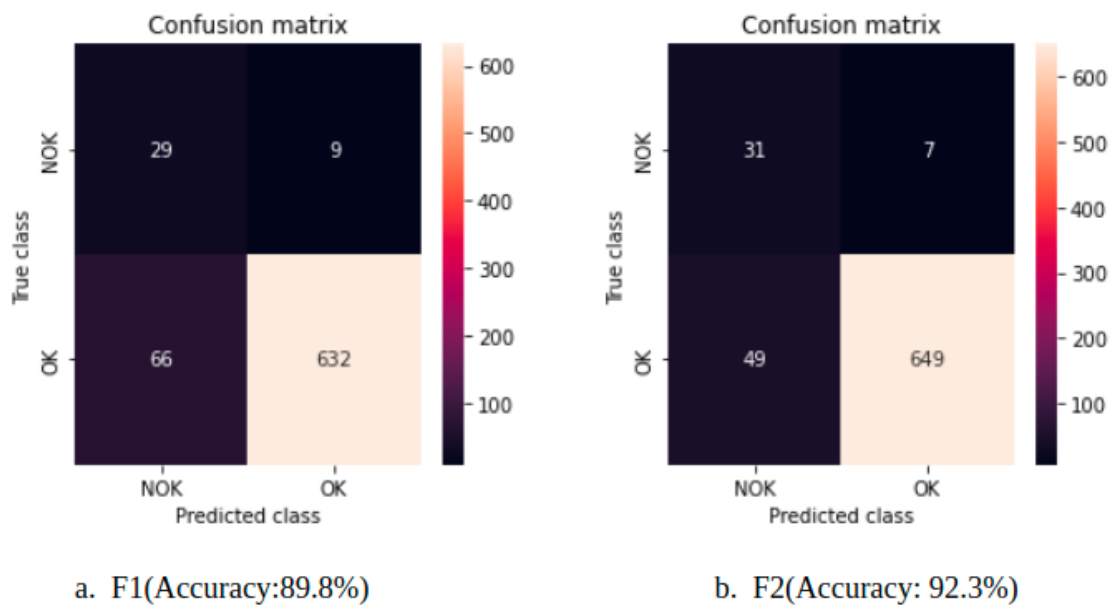 Confusion matrix
NOK
OK
True class
29
9
66
632
NOK
OK
Predicted class
600
500
400
300
200
100
a. F1(Accuracy:89.8%)
Confusion matrix
NOK
OK
True class
31
7
49
649
NOK
OK
Predicted class
600
500
400
300
200
100
b. F2(Accuracy: 92.3%)